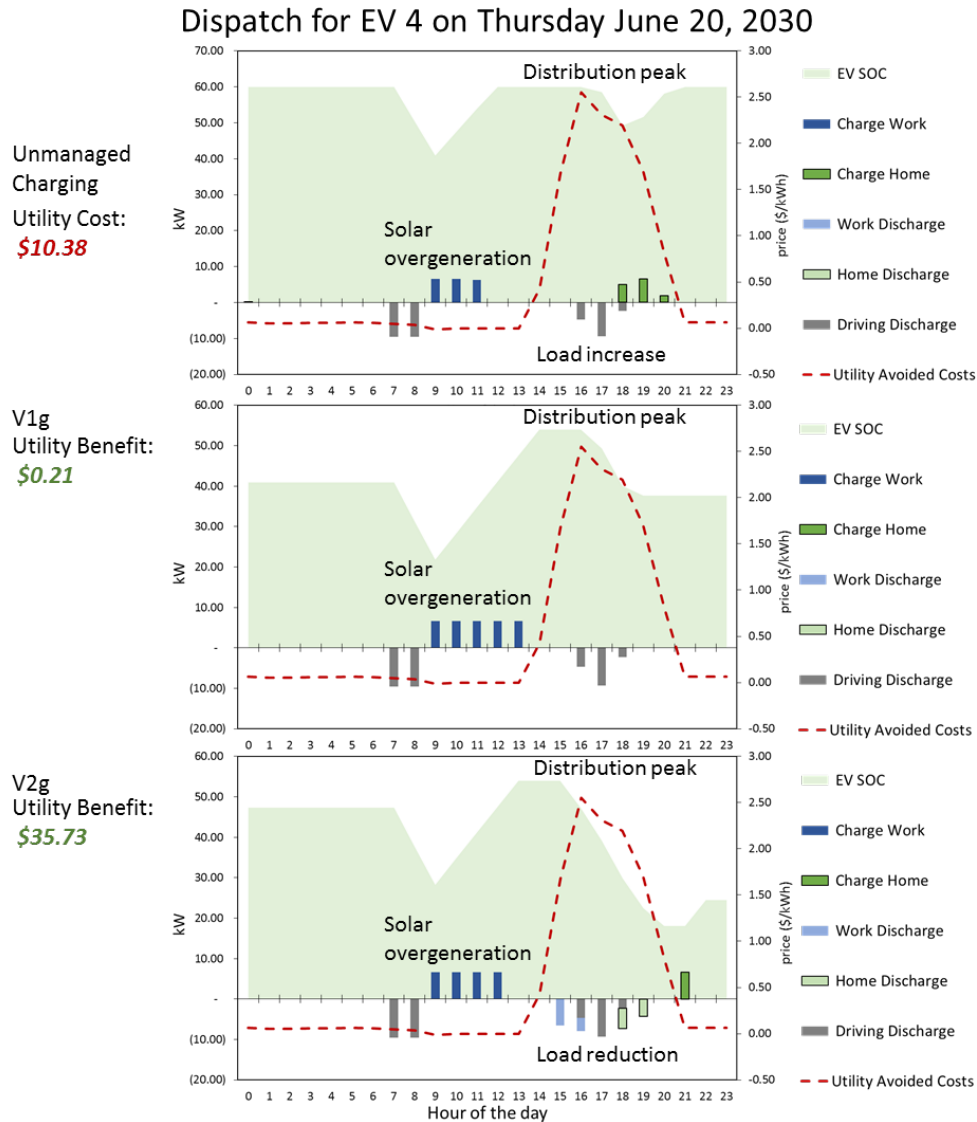 Dispatch for EV 4 on Thursday June 20, 2030
Unmanaged
Charging
Utility Cost:
$10.38
70.00
60.00
50.00
40.00
30.00
20.00
10.00
-
(10.00)
(20.00)
kW
Distribution peak
Solar
overgeneration
Load increase
3.00
2.50
2.00
1.50
1.00
0.50
0.00
-0.50
price ($/kWh)
0 1 2 3 4 5 6 7 8 9 10 11 12 13 14 15 16 17 18 19 20 21 22 23
EV SOC
Charge Work
Charge Home
Work Discharge
Home Discharge
Driving Discharge
Utility Avoided Costs
V1g
Utility Benefit:
$0.21
60.00
50.00
40.00
30.00
20.00
10.00
-
(10.00)
(20.00)
kW
Distribution peak
Solar
overgeneration
3.00
2.50
2.00
1.50
1.00
0.50
0.00
-0.50
price ($/kWh)
0 1 2 3 4 5 6 7 8 9 10 11 12 13 14 15 16 17 18 19 20 21 22 23
EV SOC
Charge Work
Charge Home
Work Discharge
Home Discharge
Driving Discharge
Utility Avoided Costs
V2g
Utility Benefit:
$35.73
60.00
50.00
40.00
30.00
20.00
10.00
-
(10.00)
(20.00)
kW
Distribution peak
Solar
overgeneration
Load reduction
3.00
2.50
2.00
1.50
1.00
0.50
0.00
-0.50
price ($/kWh)
0 1 2 3 4 5 6 7 8 9 10 11 12 13 14 15 16 17 18 19 20 21 22 23
Hour of the day
EV SOC
Charge Work
Charge Home
Work Discharge
Home Discharge
Driving Discharge
Utility Avoided Costs